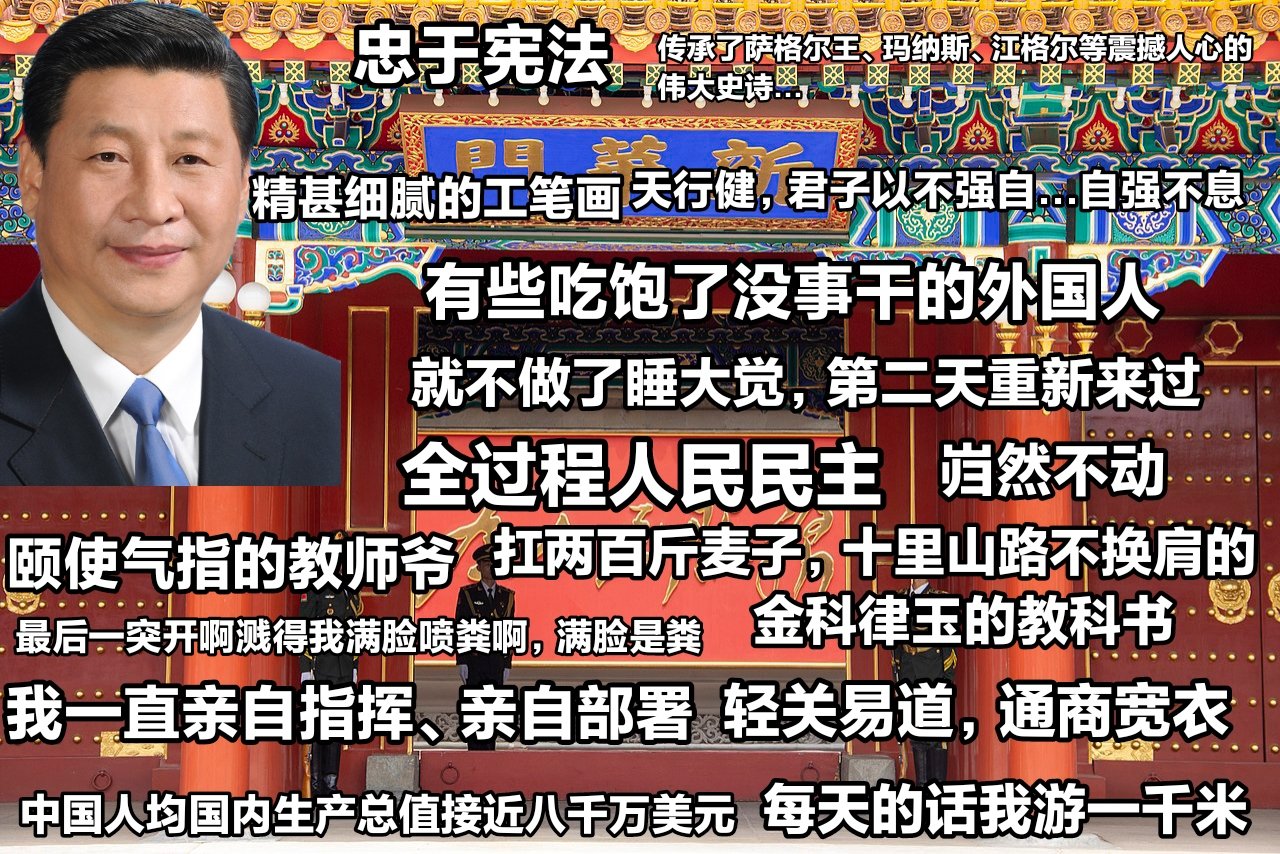 忠于宪法
传承了萨格尔王、玛纳斯、江格尔等震撼人心的
伟大史诗...
新華門
精甚细腻的工笔画
天行健，君子以不强自...自强不息
有些吃饱了没事干的外国人
就不做了睡大觉，第二天重新来过
全过程人民民主
岿然不动
颐使气指的教师爷
扛两百斤麦子，十里山路不换肩的
最后一突开啊溅得我满脸喷粪啊，满脸是粪
金科律玉的教科书
我一直亲自指挥、亲自部署
轻关易道，通商宽衣
中国人均国内生产总值接近八千万美元
每天的话我游一千米